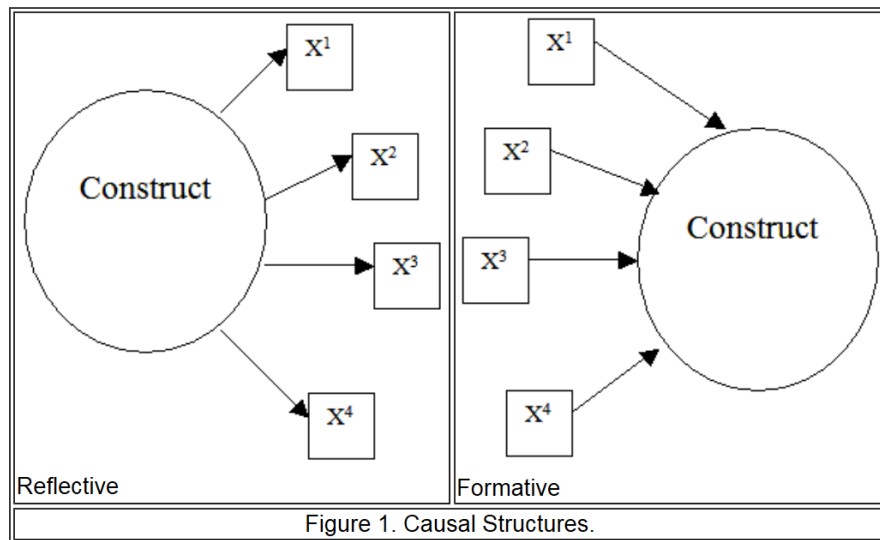 X¹
X²
Construct
X³
X⁴
Reflective
X¹
X²
Construct
X³
X⁴
Formative
Figure 1. Causal Structures.